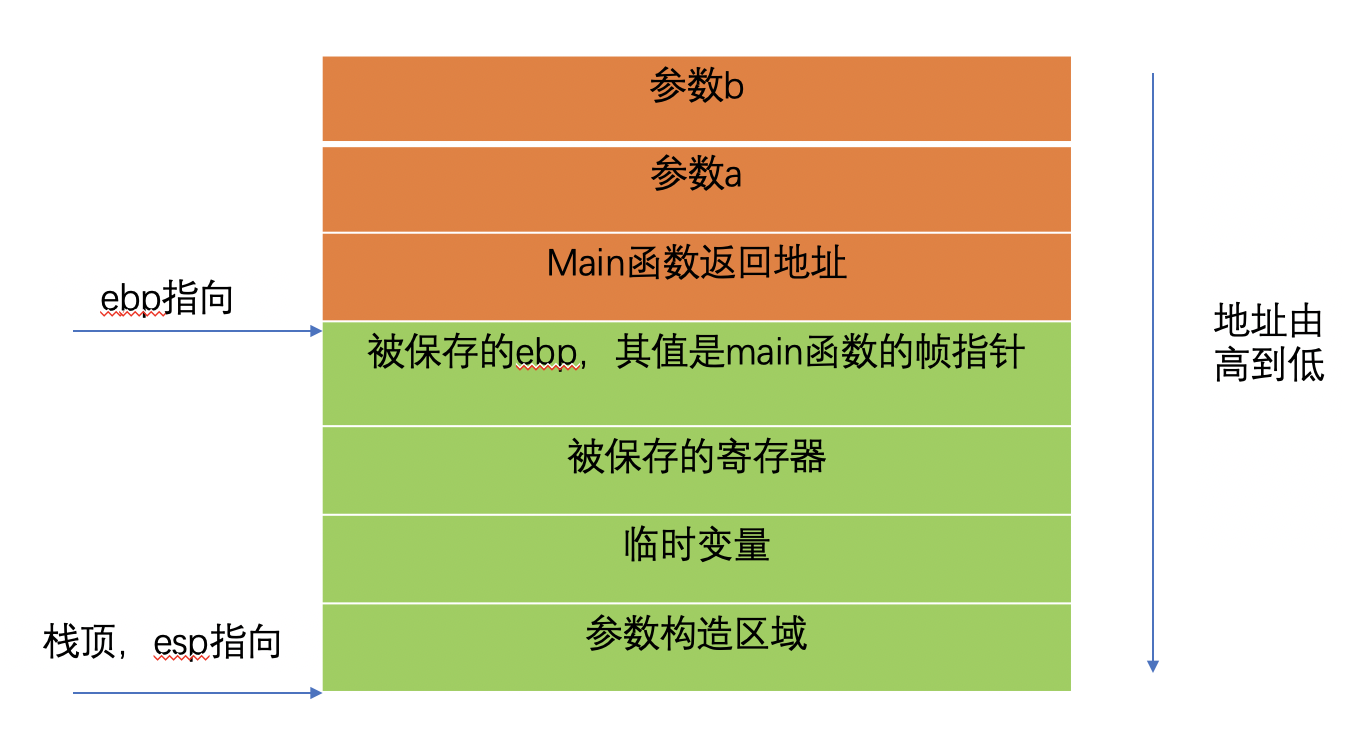 参数b
参数a
Main函数返回地址
ebp指向
被保存的ebp，其值是main函数的帧指针
地址由
高到低
被保存的寄存器
临时变量
栈顶，esp指向
参数构造区域